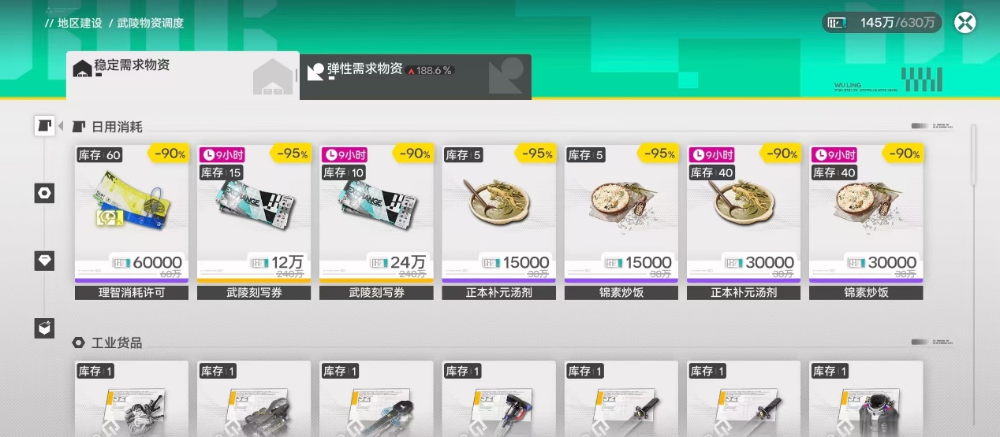 // 地区建设 / 武陵物资调度
145万/630万
稳定需求物资
弹性需求物资 188.6%
WU LING
日用消耗
库存 60 -90%
9小时 -95%
库存 15
9小时 -90%
库存 10
库存 5 -95%
库存 5 -95%
9小时 -90%
库存 40
9小时 -90%
库存 40
60000
60万
12万
240万
24万
240万
15000
30万
15000
30万
30000
30万
30000
30万
理智消耗许可
武陵刻写券
武陵刻写券
正本补元汤剂
锦素炒饭
正本补元汤剂
锦素炒饭
工业货品
库存 1
库存 1
库存 1
库存 1
库存 1
库存 1
库存 1